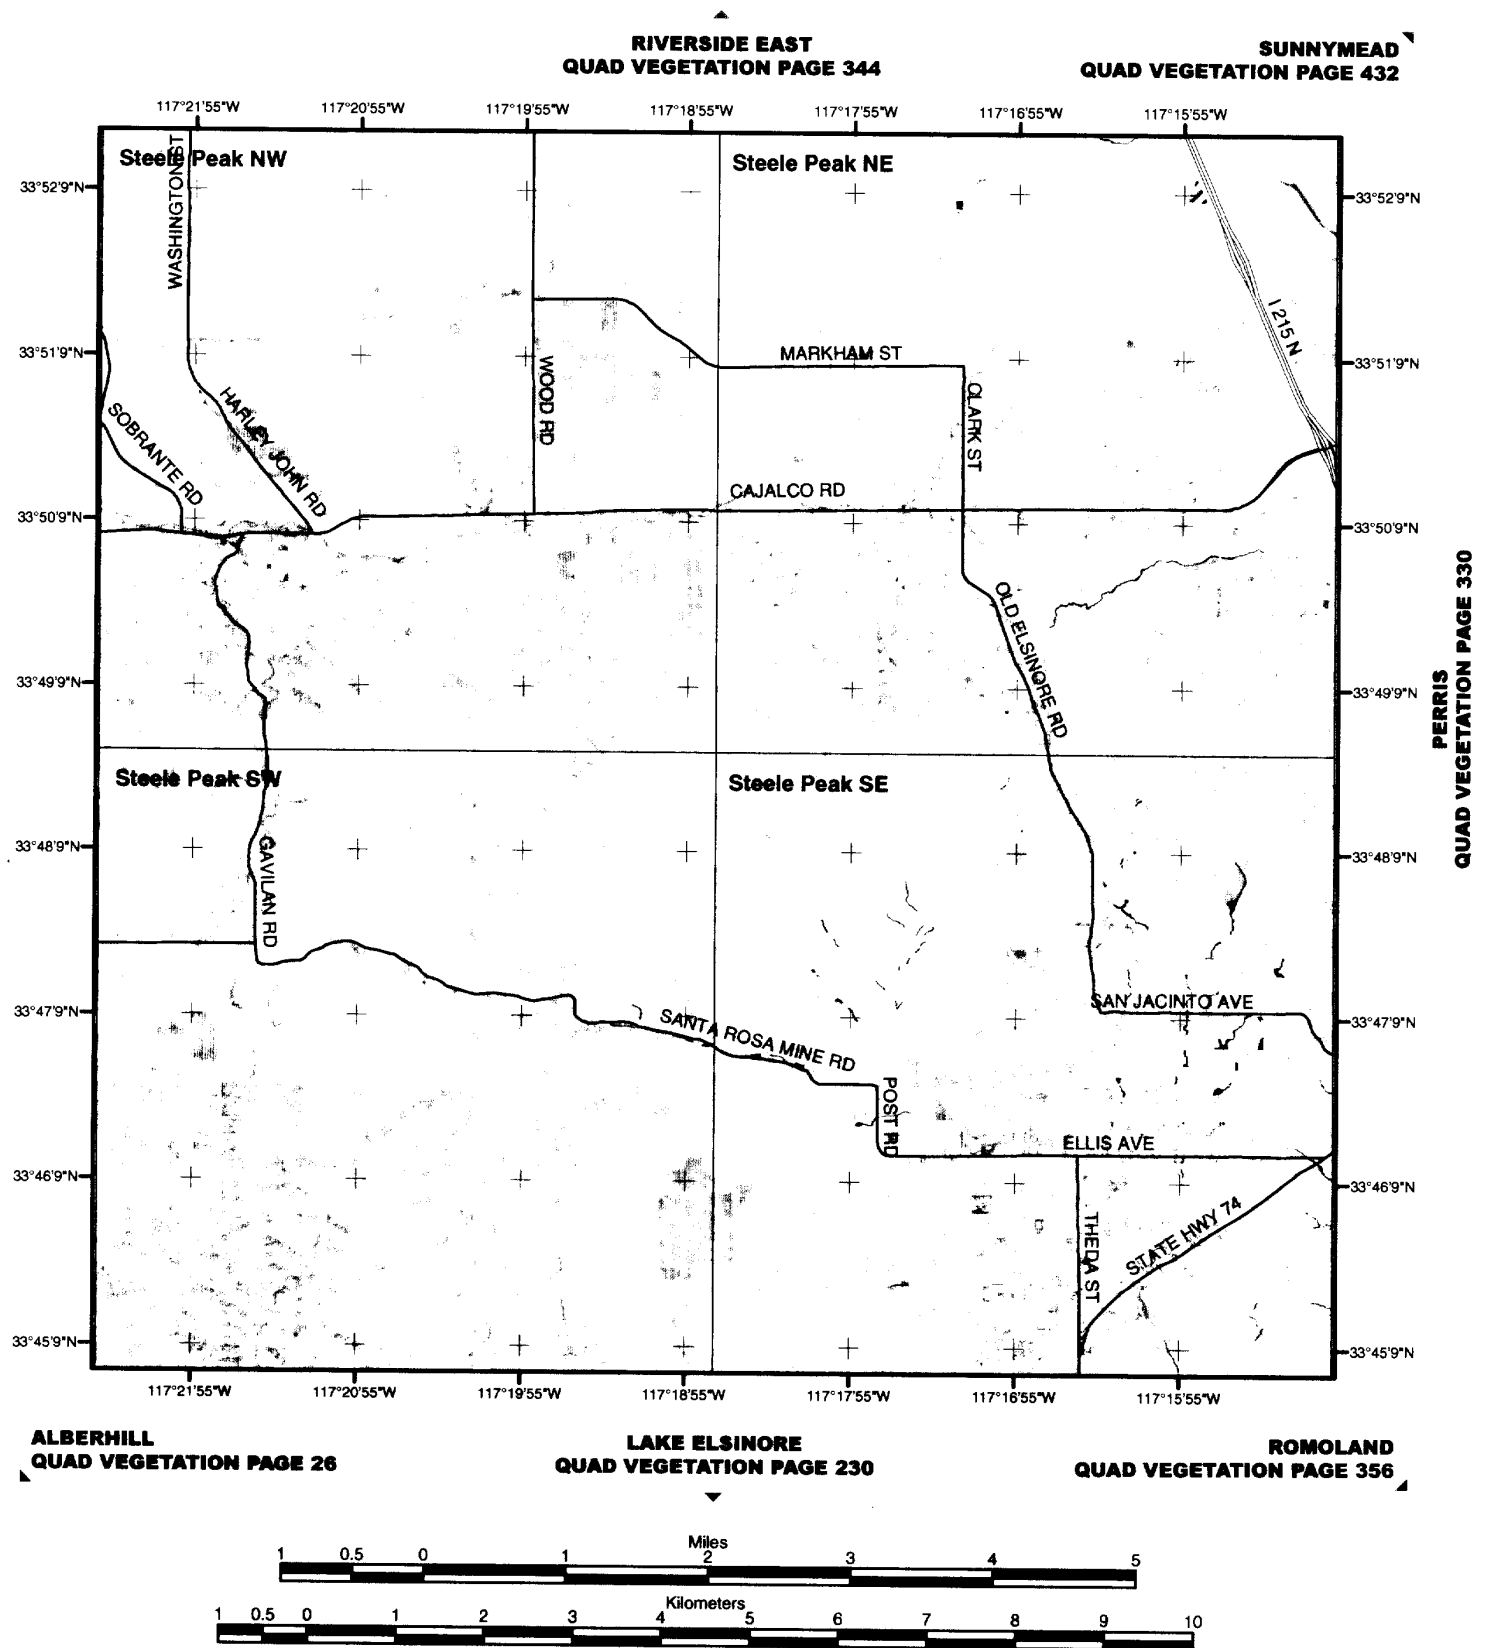 RIVERSIDE EAST
QUAD VEGETATION PAGE 344
SUNNYMEAD
QUAD VEGETATION PAGE 432
117°21'55"W
117°20'55"W
117°19'55"W
117°18'55"W
117°17'55"W
117°16'55"W
117°15'55"W
Steele Peak NW
Steele Peak NE
WASHINGTON ST
33°52'9"N
33°52'9"N
I 215 N
33°51'9"N
MARKHAM ST
33°51'9"N
WOOD RD
CLARK ST
HARLEY JOHN RD
SOBRANTE RD
CAJALCO RD
33°50'9"N
33°50'9"N
OLD ELSINORE RD
PERRIS
QUAD VEGETATION PAGE 330
33°49'9"N
33°49'9"N
Steele Peak SW
Steele Peak SE
33°48'9"N
33°48'9"N
GAVILAN RD
SAN JACINTO AVE
33°47'9"N
33°47'9"N
SANTA ROSA MINE RD
POST RD
ELLIS AVE
33°46'9"N
33°46'9"N
THEDA ST
STATE HWY 74
33°45'9"N
33°45'9"N
117°21'55"W
117°20'55"W
117°19'55"W
117°18'55"W
117°17'55"W
117°16'55"W
117°15'55"W
ALBERHILL
QUAD VEGETATION PAGE 26
LAKE ELSINORE
QUAD VEGETATION PAGE 230
ROMOLAND
QUAD VEGETATION PAGE 356
Miles
1 0.5 0 1 2 3 4 5
Kilometers
1 0.5 0 1 2 3 4 5 6 7 8 9 10